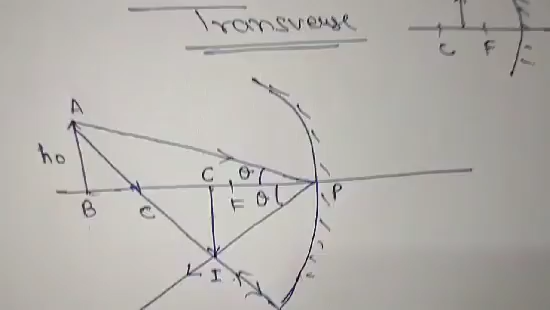 Transverse
C F
A
ho
C θ
B C F θ P
I